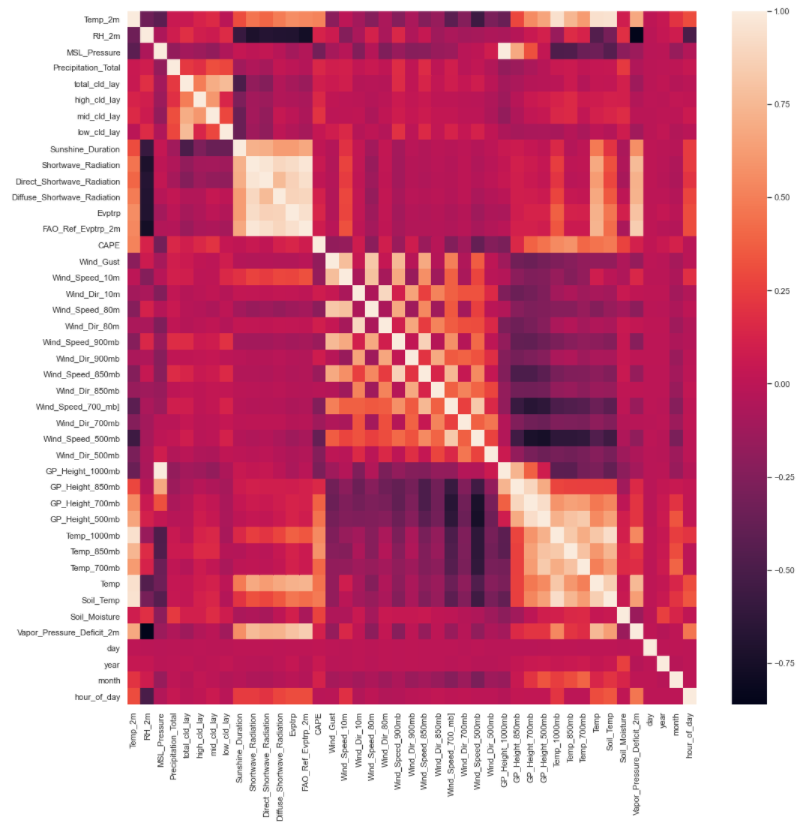 Temp_2m
RH_2m
MSL_Pressure
Precipitation_Total
total_cld_lay
high_cld_lay
mid_cld_lay
low_cld_lay
Sunshine_Duration
Shortwave_Radiation
Direct_Shortwave_Radiation
Diffuse_Shortwave_Radiation
Evptrp
FAO_Ref_Evptrp_2m
CAPE
Wind_Gust
Wind_Speed_10m
Wind_Dir_10m
Wind_Speed_80m
Wind_Dir_80m
Wind_Speed_900mb
Wind_Dir_900mb
Wind_Speed_850mb
Wind_Dir_850mb
Wind_Speed_700_mb]
Wind_Dir_700mb
Wind_Speed_500mb
Wind_Dir_500mb
GP_Height_1000mb
GP_Height_850mb
GP_Height_700mb
GP_Height_500mb
Temp_1000mb
Temp_850mb
Temp_700mb
Temp
Soil_Temp
Soil_Moisture
Vapor_Pressure_Deficit_2m
day
year
month
hour_of_day
Temp_2m
RH_2m
MSL_Pressure
Precipitation_Total
total_cld_lay
high_cld_lay
mid_cld_lay
low_cld_lay
Sunshine_Duration
Shortwave_Radiation
Direct_Shortwave_Radiation
Diffuse_Shortwave_Radiation
Evptrp
FAO_Ref_Evptrp_2m
CAPE
Wind_Gust
Wind_Speed_10m
Wind_Dir_10m
Wind_Speed_80m
Wind_Dir_80m
Wind_Speed_900mb
Wind_Dir_900mb
Wind_Speed_850mb
Wind_Dir_850mb
Wind_Speed_700_mb]
Wind_Dir_700mb
Wind_Speed_500mb
Wind_Dir_500mb
GP_Height_1000mb
GP_Height_850mb
GP_Height_700mb
GP_Height_500mb
Temp_1000mb
Temp_850mb
Temp_700mb
Temp
Soil_Temp
Soil_Moisture
Vapor_Pressure_Deficit_2m
day
year
month
hour_of_day
1.00
0.75
0.50
0.25
0.00
−0.25
−0.50
−0.75